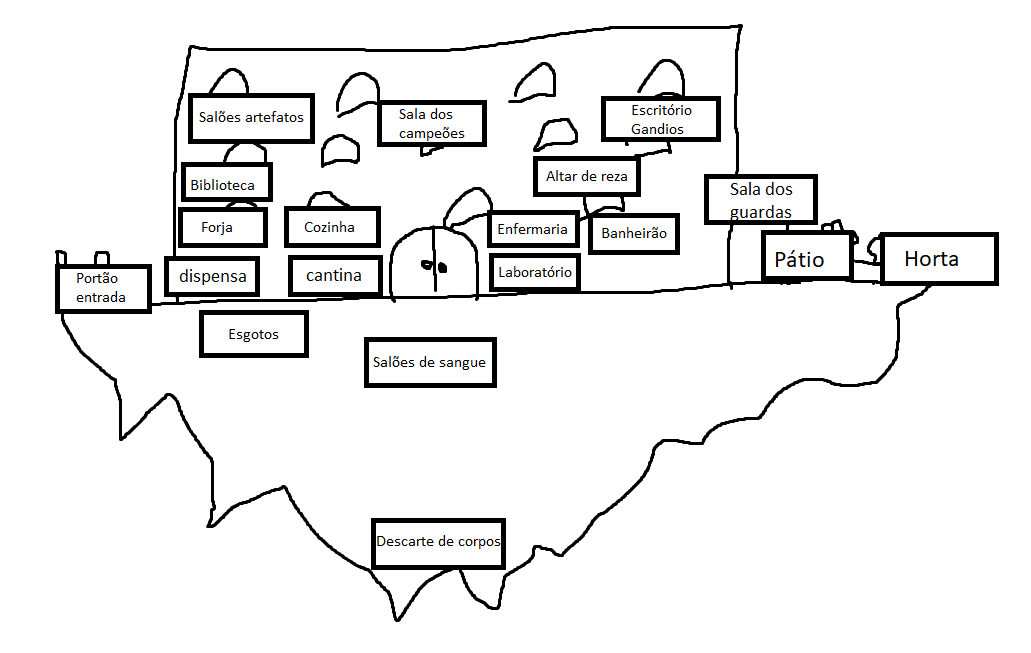 Salões artefatos
Sala dos
campeões
Escritório
Gandios
Biblioteca
Altar de reza
Sala dos
guardas
Forja
Cozinha
Enfermaria
Banheirão
Portão
entrada
dispensa
cantina
Laboratório
Pátio
Horta
Esgotos
Salões de sangue
Descarte de corpos